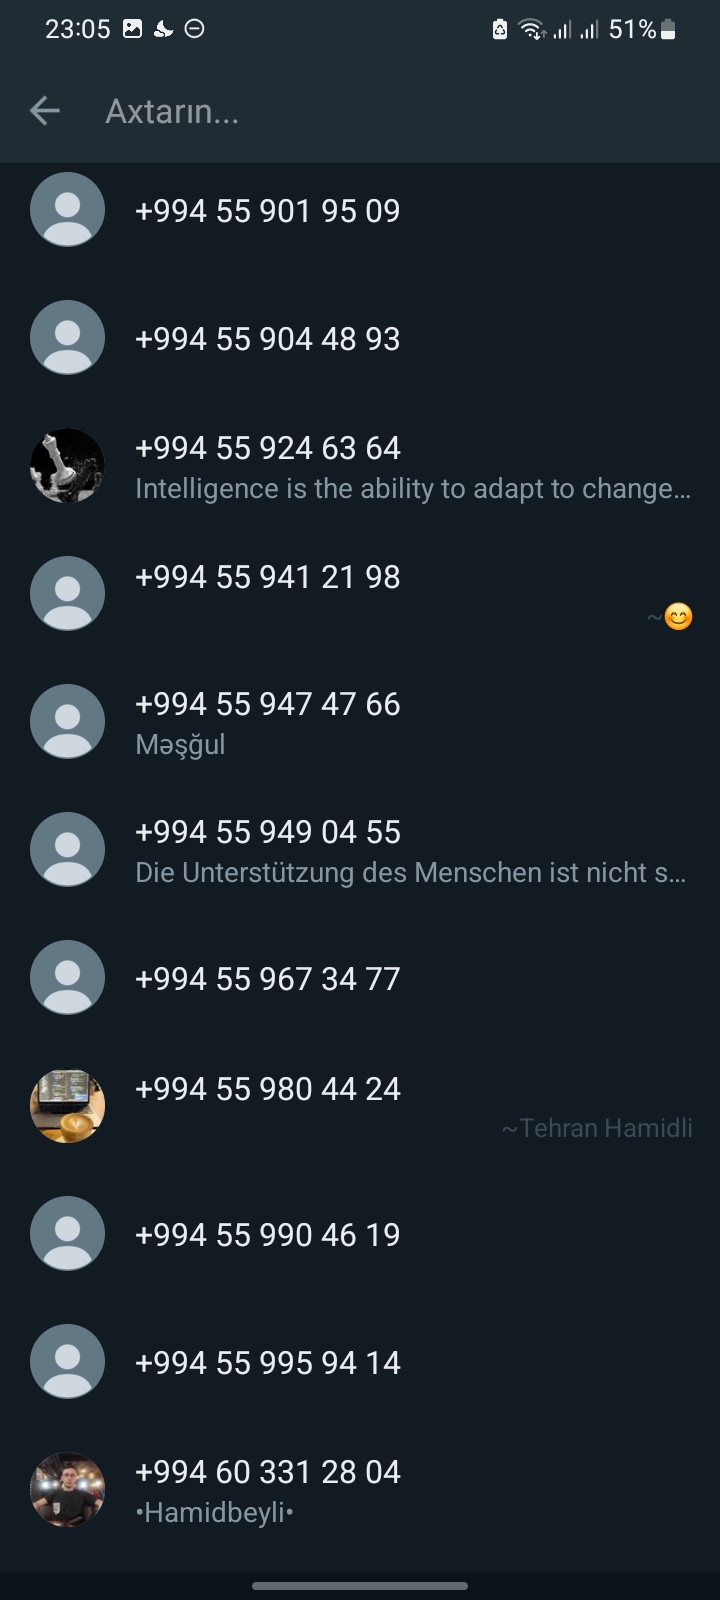 23:05
51%
Axtarın...
+994 55 901 95 09
+994 55 904 48 93
+994 55 924 63 64
Intelligence is the ability to adapt to change...
+994 55 941 21 98
~😊
+994 55 947 47 66
Məşğul
+994 55 949 04 55
Die Unterstützung des Menschen ist nicht s...
+994 55 967 34 77
+994 55 980 44 24
~Tehran Hamidli
+994 55 990 46 19
+994 55 995 94 14
+994 60 331 28 04
•Hamidbeyli•